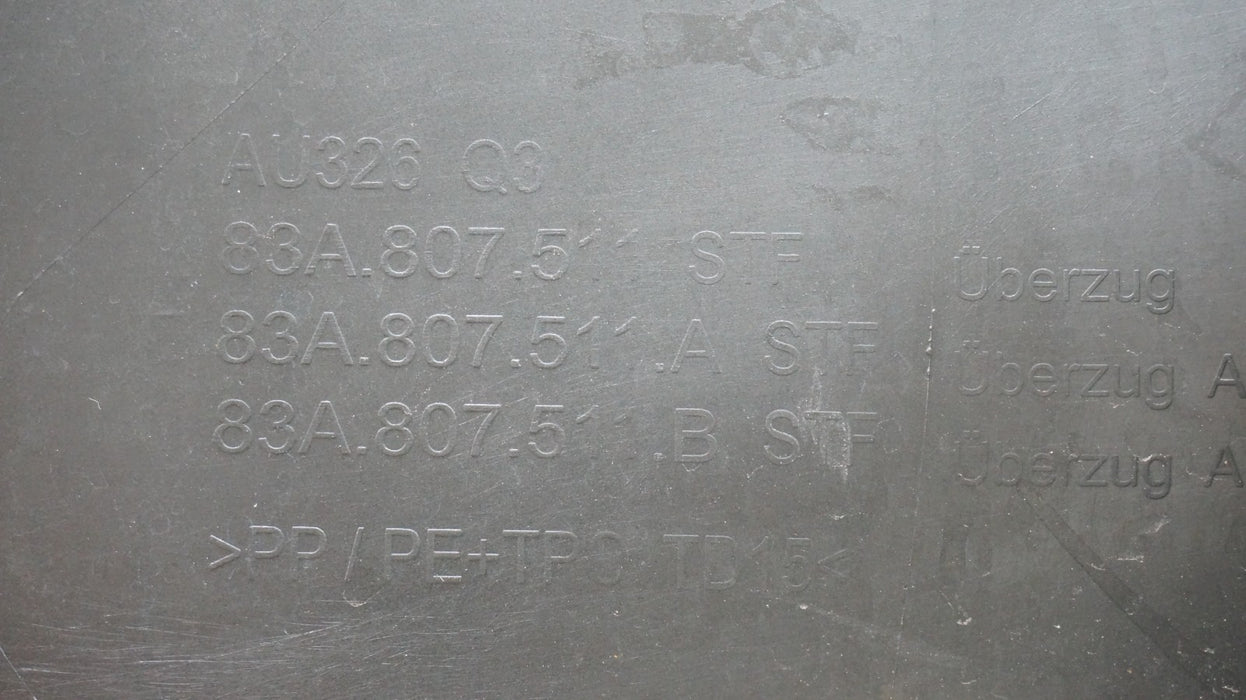 AU326 Q3
83A.807.511 STF Überzug
83A.807.511.A STF Überzug A
83A.807.511.B STF Überzug A
>PP / PE+TPO TD15<